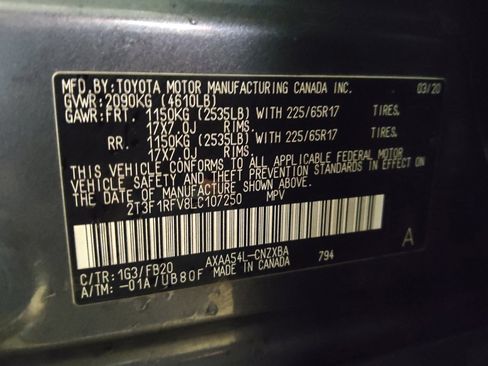 MFD.BY:TOYOTA MOTOR MANUFACTURING CANADA INC. 03/20
GVWR:2090KG (4610LB)
GAWR:FRT. 1150KG (2535LB) WITH 225/65R17 TIRES.
17X7.0J RIMS.
RR. 1150KG (2535LB) WITH 225/65R17 TIRES.
17X7.0J RIMS.
THIS VEHICLE CONFORMS TO ALL APPLICABLE FEDERAL MOTOR
VEHICLE SAFETY AND THEFT PREVENTION STANDARDS IN EFFECT ON
THE DATE OF MANUFACTURE SHOWN ABOVE.
2T3F1RFV8LC107250 MPV
AXAA54L-CNZXBA 794 A
C/TR:1G3/FB20 MADE IN CANADA
A/TM:-01A/UB80F